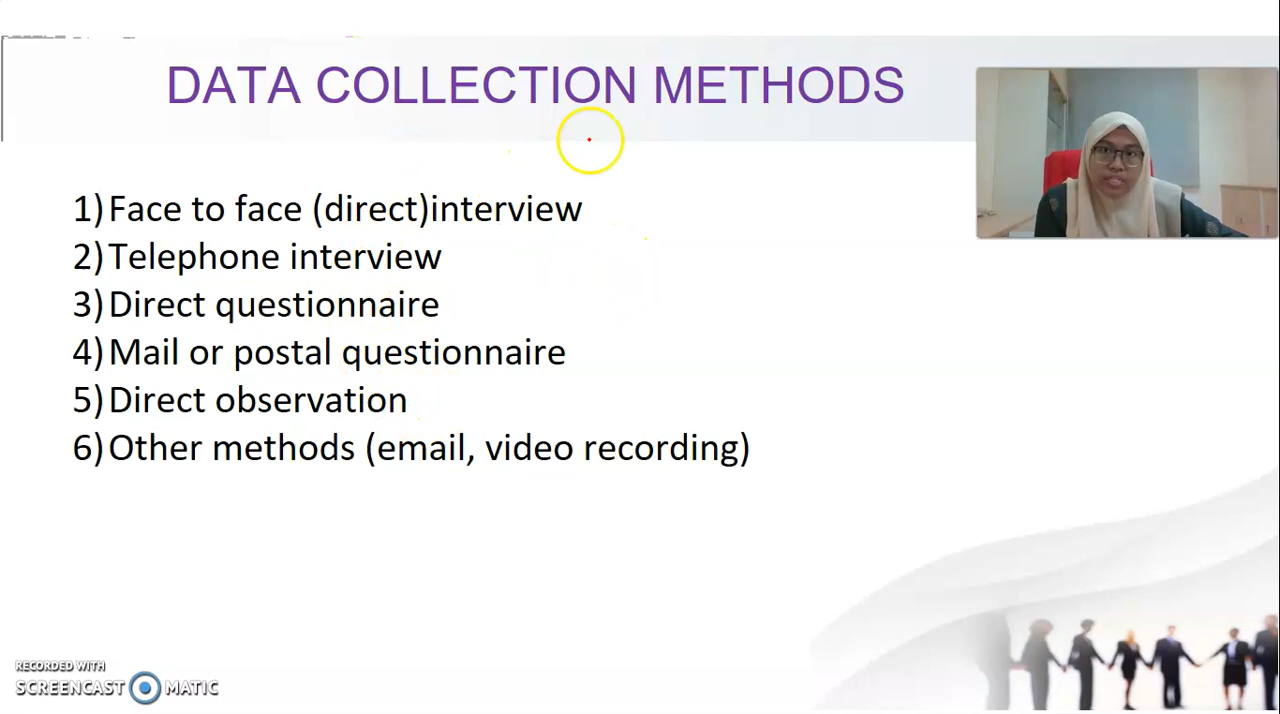 DATA COLLECTION METHODS
1) Face to face (direct)interview
2) Telephone interview
3) Direct questionnaire
4) Mail or postal questionnaire
5) Direct observation
6) Other methods (email, video recording)
RECORDED WITH
SCREENCAST MATIC